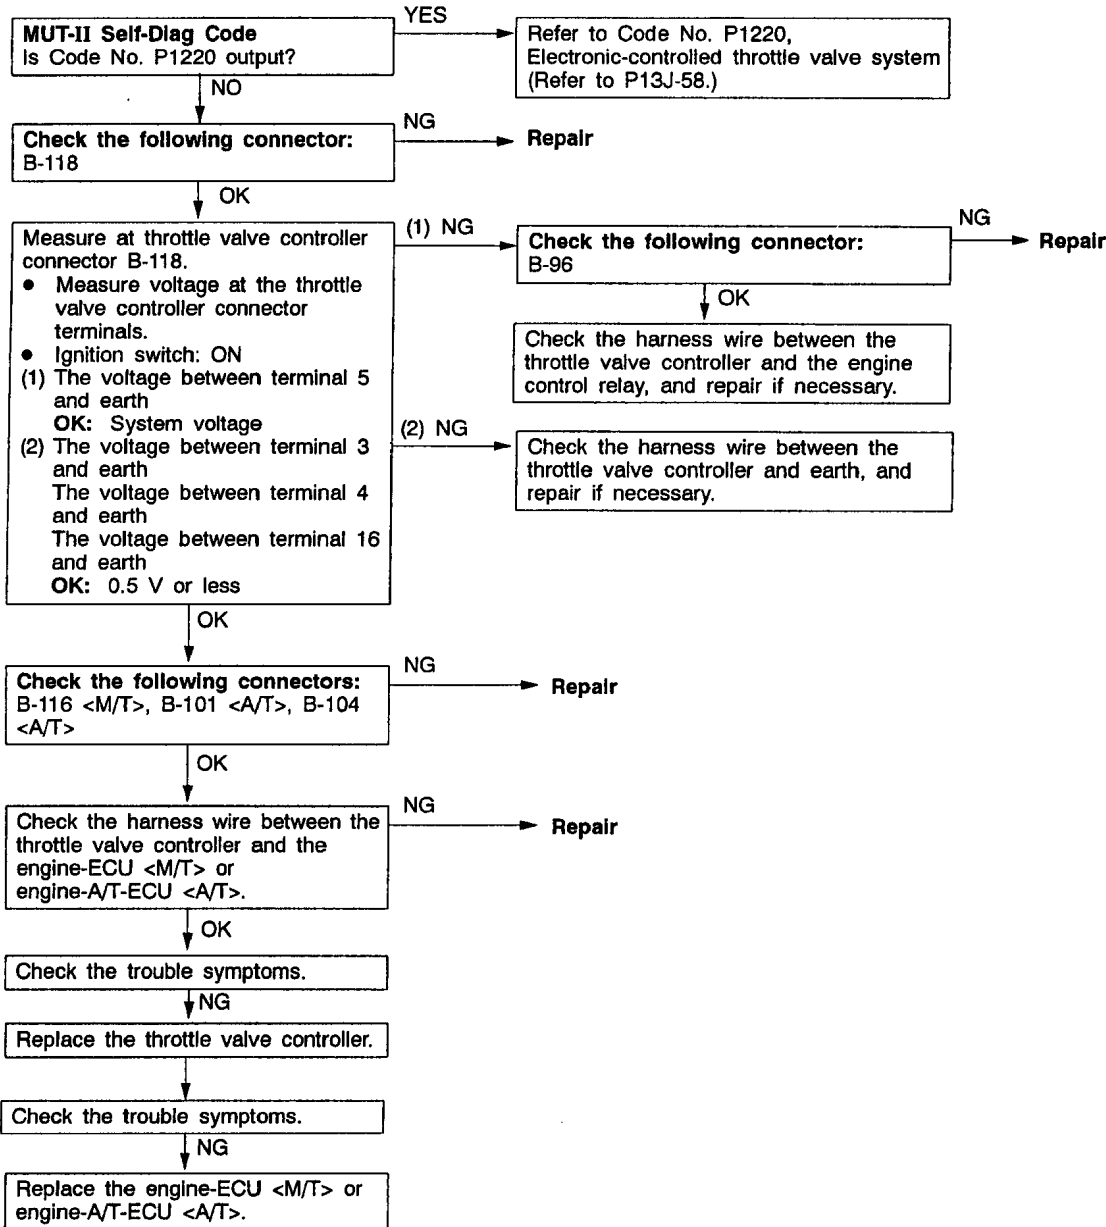 YES
MUT-II Self-Diag Code
Is Code No. P1220 output?
Refer to Code No. P1220,
Electronic-controlled throttle valve system
(Refer to P13J-58.)
NO
Check the following connector:
B-118
NG
Repair
OK
Measure at throttle valve controller
connector B-118.
● Measure voltage at the throttle
valve controller connector
terminals.
● Ignition switch: ON
(1) The voltage between terminal 5
and earth
OK: System voltage
(2) The voltage between terminal 3
and earth
The voltage between terminal 4
and earth
The voltage between terminal 16
and earth
OK: 0.5 V or less
(1) NG
Check the following connector:
B-96
NG
Repair
OK
Check the harness wire between the
throttle valve controller and the engine
control relay, and repair if necessary.
(2) NG
Check the harness wire between the
throttle valve controller and earth, and
repair if necessary.
OK
Check the following connectors:
B-116 <M/T>, B-101 <A/T>, B-104
<A/T>
NG
Repair
OK
Check the harness wire between the
throttle valve controller and the
engine-ECU <M/T> or
engine-A/T-ECU <A/T>.
NG
Repair
OK
Check the trouble symptoms.
NG
Replace the throttle valve controller.
Check the trouble symptoms.
NG
Replace the engine-ECU <M/T> or
engine-A/T-ECU <A/T>.